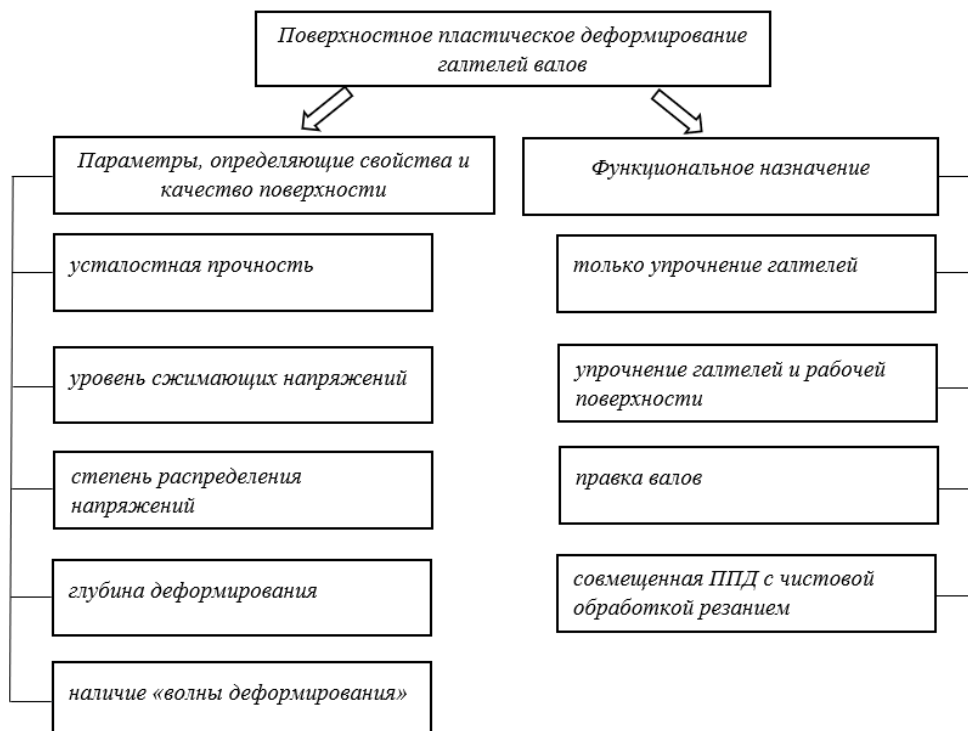 Поверхностное пластическое деформирование
галтелей валов
Параметры, определяющие свойства и
качество поверхности
Функциональное назначение
усталостная прочность
только упрочнение галтелей
уровень сжимающих напряжений
упрочнение галтелей и рабочей
поверхности
степень распределения
напряжений
правка валов
глубина деформирования
совмещенная ППД с чистовой
обработкой резанием
наличие «волны деформирования»